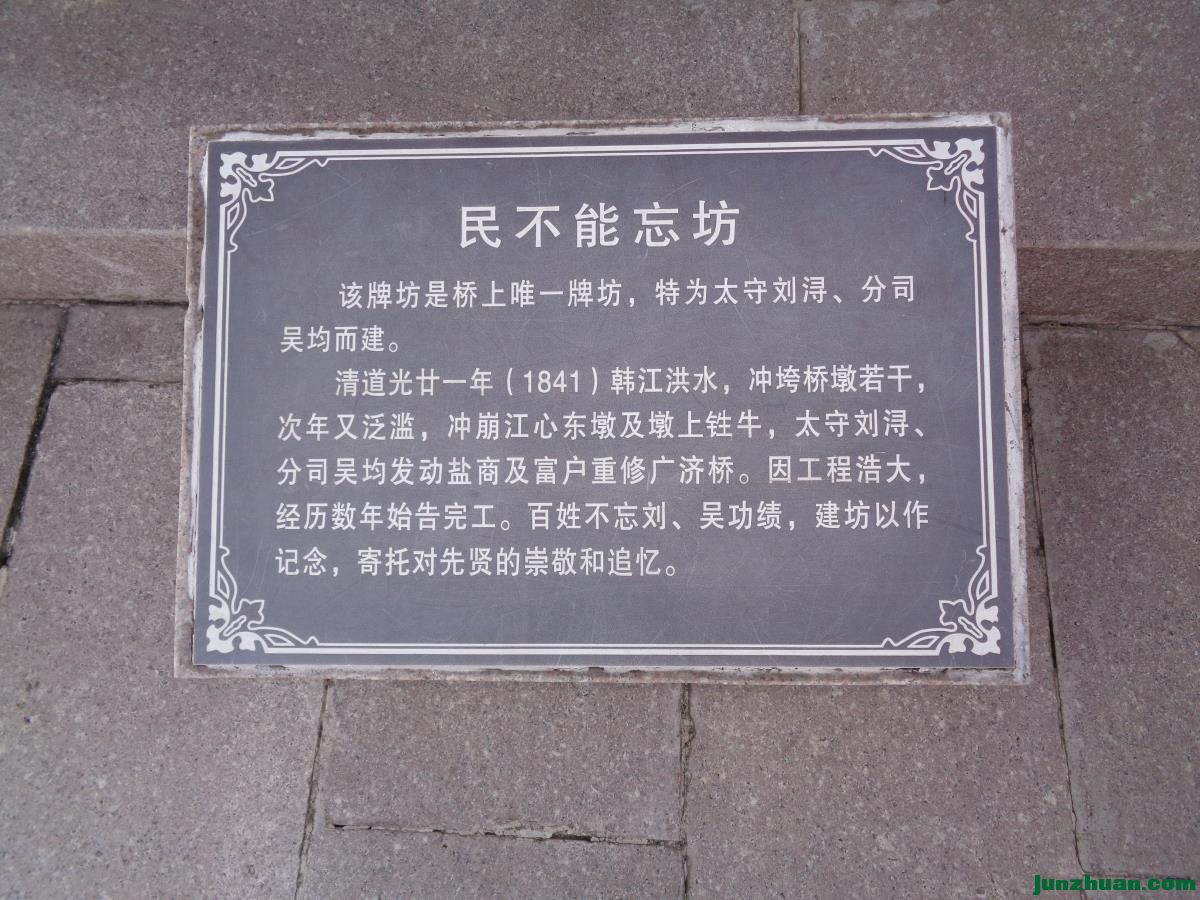 民不能忘坊
该牌坊是桥上唯一牌坊，特为太守刘浔、分司
吴均而建。
清道光廿一年（1841）韩江洪水，冲垮桥墩若干，
次年又泛滥，冲崩江心东墩及墩上鉎牛，太守刘浔、
分司吴均发动盐商及富户重修广济桥。因工程浩大，
经历数年始告完工。百姓不忘刘、吴功绩，建坊以作
记念，寄托对先贤的崇敬和追忆。
junzhuan.com